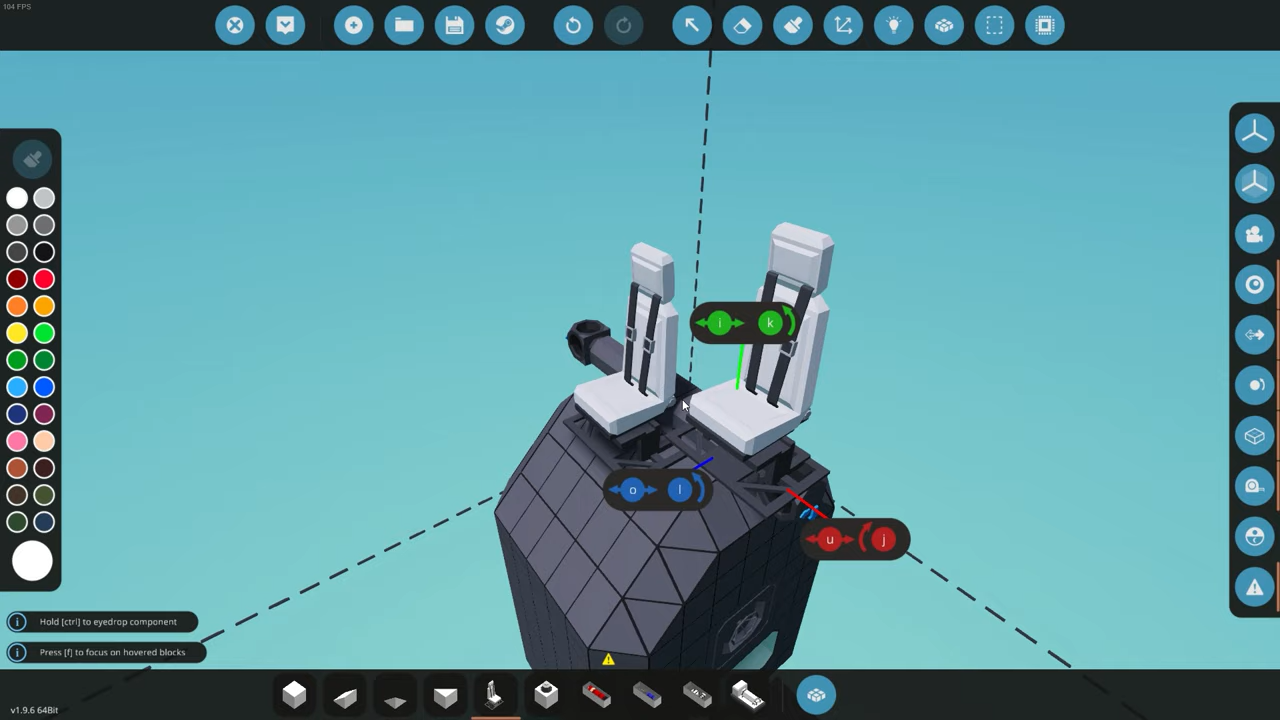 104 FPS
i
k
o
l
u
j
Hold [ctrl] to eyedrop component
Press [f] to focus on hovered blocks
v1.9.6 64Bit